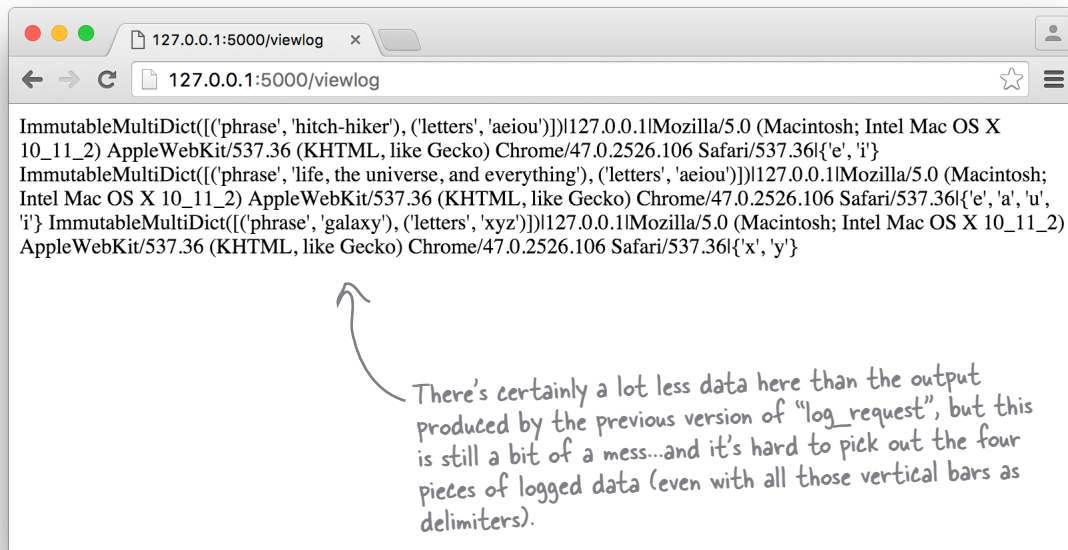 127.0.0.1:5000/viewlog
127.0.0.1:5000/viewlog
ImmutableMultiDict([('phrase', 'hitch-hiker'), ('letters', 'aeiou')])|127.0.0.1|Mozilla/5.0 (Macintosh; Intel Mac OS X
10_11_2) AppleWebKit/537.36 (KHTML, like Gecko) Chrome/47.0.2526.106 Safari/537.36|{'e', 'i'}
ImmutableMultiDict([('phrase', 'life, the universe, and everything'), ('letters', 'aeiou')])|127.0.0.1|Mozilla/5.0 (Macintosh;
Intel Mac OS X 10_11_2) AppleWebKit/537.36 (KHTML, like Gecko) Chrome/47.0.2526.106 Safari/537.36|{'e', 'a', 'u',
'i'} ImmutableMultiDict([('phrase', 'galaxy'), ('letters', 'xyz')])|127.0.0.1|Mozilla/5.0 (Macintosh; Intel Mac OS X 10_11_2)
AppleWebKit/537.36 (KHTML, like Gecko) Chrome/47.0.2526.106 Safari/537.36|{'x', 'y'}
There's certainly a lot less data here than the output
produced by the previous version of “log_request”, but this
is still a bit of a mess...and it's hard to pick out the four
pieces of logged data (even with all those vertical bars as
delimiters).